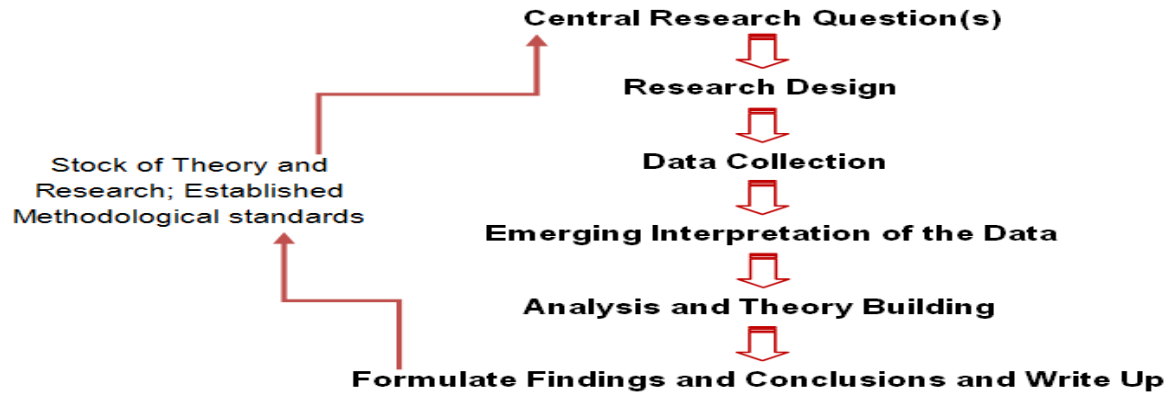 Central Research Question(s)
Research Design
Data Collection
Stock of Theory and
Research; Established
Methodological standards
Emerging Interpretation of the Data
Analysis and Theory Building
Formulate Findings and Conclusions and Write Up